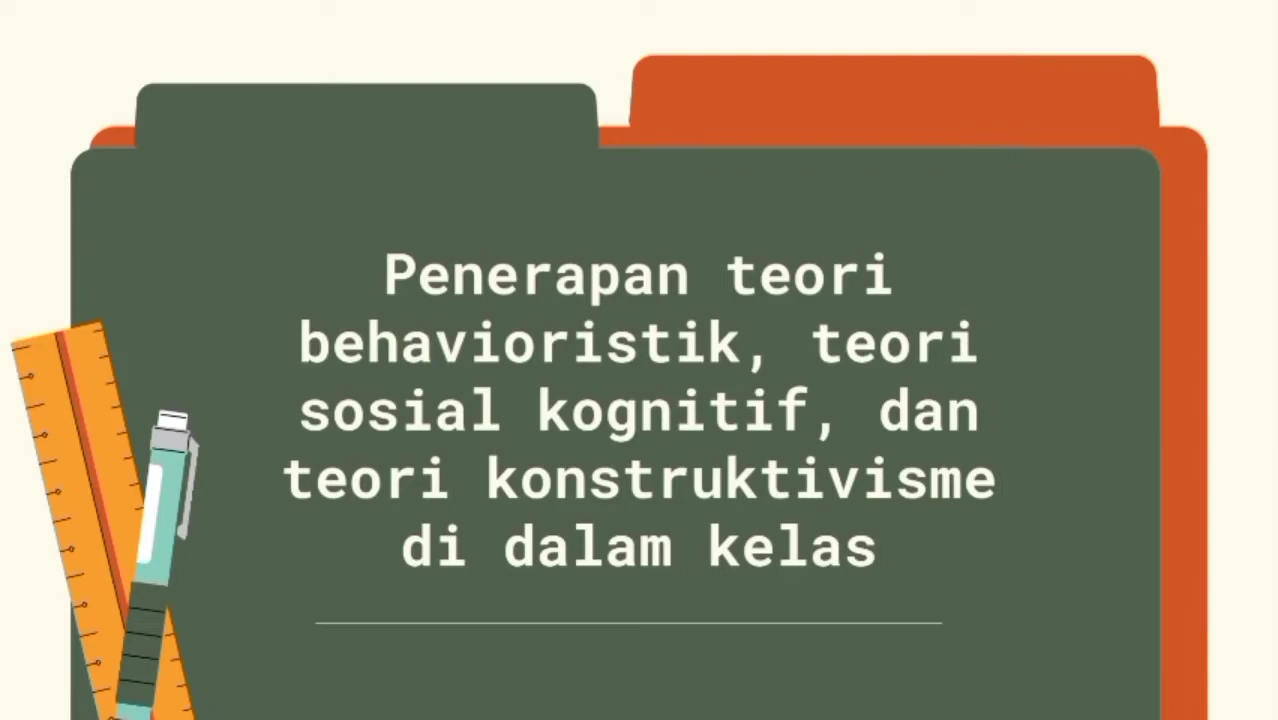 Penerapan teori
behavioristik, teori
sosial kognitif, dan
teori konstruktivisme
di dalam kelas